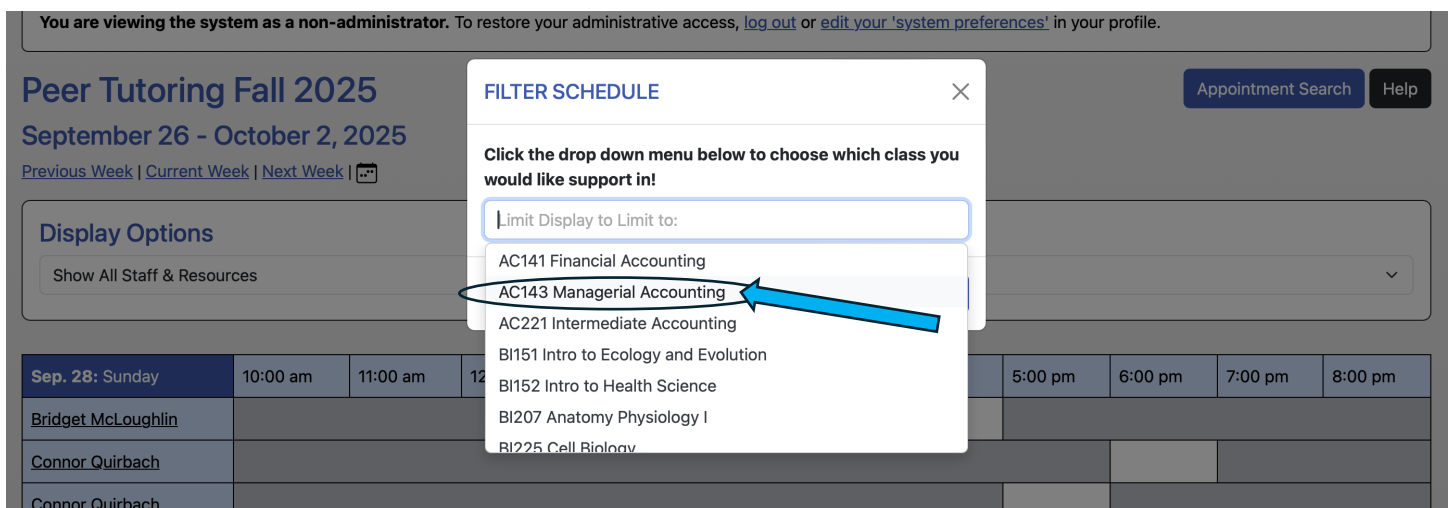 You are viewing the system as a non-administrator. To restore your administrative access, log out or edit your 'system preferences' in your profile.
Peer Tutoring Fall 2025
September 26 - October 2, 2025
Previous Week | Current Week | Next Week |
Appointment Search
Help
Display Options
Show All Staff & Resources
FILTER SCHEDULE
Click the drop down menu below to choose which class you
would like support in!
Limit Display to Limit to:
AC141 Financial Accounting
AC143 Managerial Accounting
AC221 Intermediate Accounting
BI151 Intro to Ecology and Evolution
BI152 Intro to Health Science
BI207 Anatomy Physiology I
BI225 Cell Biology
Sep. 28: Sunday 10:00 am 11:00 am 12 5:00 pm 6:00 pm 7:00 pm 8:00 pm
Bridget McLoughlin
Connor Quirbach
Connor Quirbach